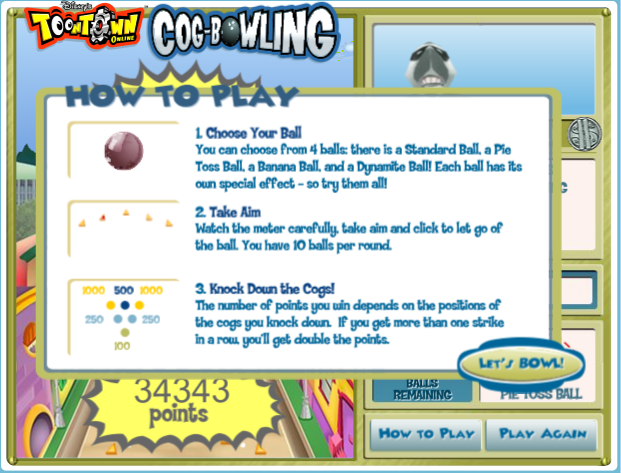 Disney's
TOONTOWN
ONLINE
COG-BOWLING
HOW TO PLAY
1. Choose Your Ball
You can choose from 4 balls: there is a Standard Ball, a Pie
Toss Ball, a Banana Ball, and a Dynamite Ball! Each ball has its
own special effect - so try them all!
2. Take Aim
Watch the meter carefully, take aim and click to let go of
the ball. You have 10 balls per round.
1000 500 1000
250 250
100
3. Knock Down the Cogs!
The number of points you win depends on the positions of
the cogs you knock down. If you get more than one strike
in a row, you'll get double the points.
LET'S BOWL!
34343
points
BALLS
REMAINING
PIE TOSS BALL
HOW TO PLAY
PLAY AGAIN